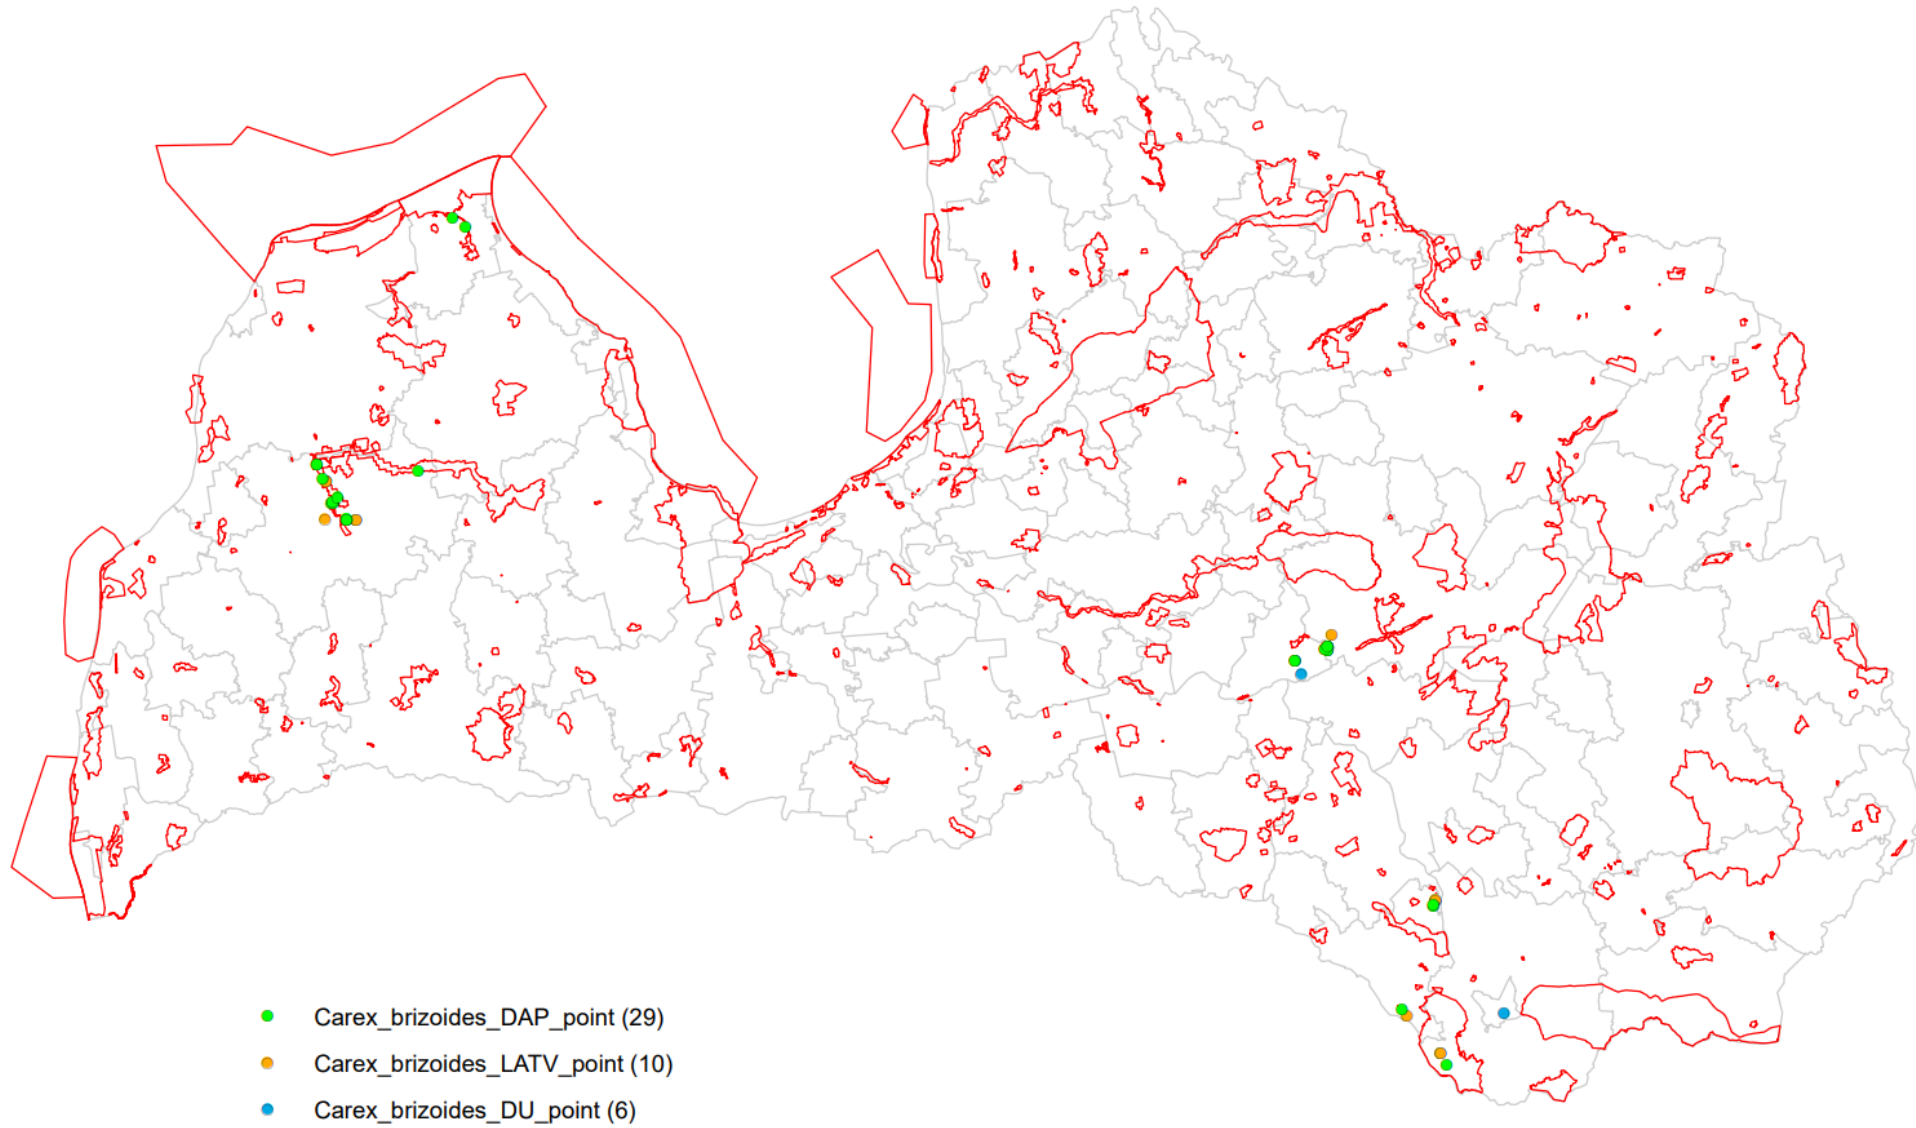 Carex_brizoides_DAP_point (29)
Carex_brizoides_LATV_point (10)
Carex_brizoides_DU_point (6)